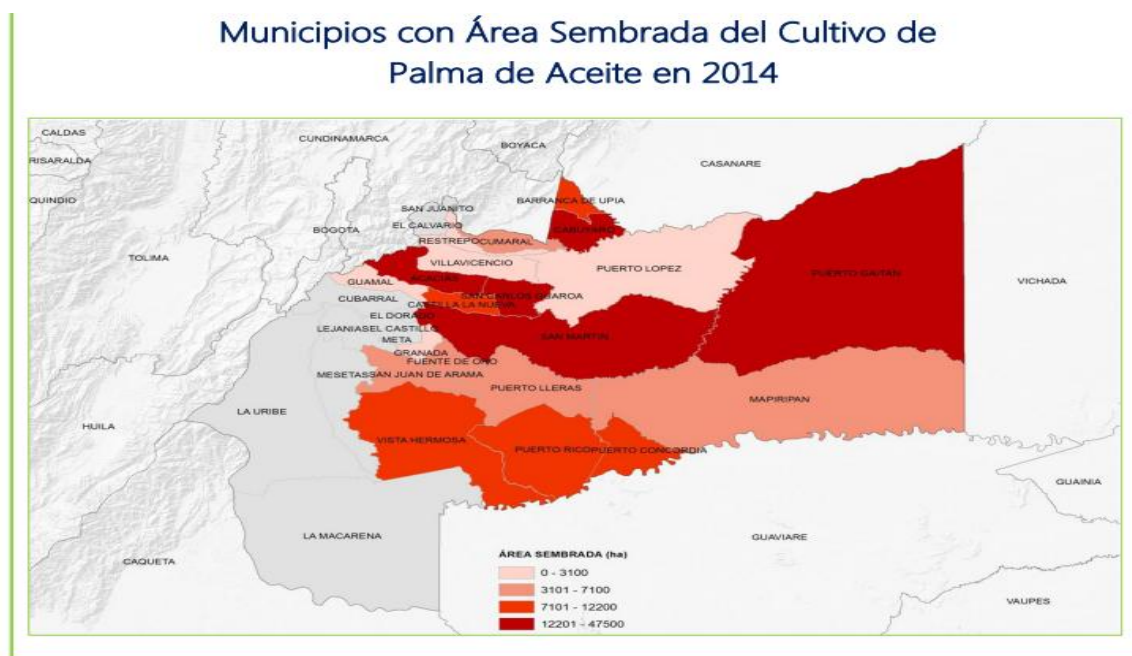 Municipios con Área Sembrada del Cultivo de
Palma de Aceite en 2014
CALDAS
CUNDINAMARCA
BOYACA
RISARALDA
CASANARE
QUINDIO
BARRANCA DE UPIA
SAN JUANITO
EL CALVARIO
BOGOTA
CABUYARO
RESTREPO
CUMARAL
TOLIMA
VILLAVICENCIO
PUERTO LOPEZ
PUERTO GAITAN
ACACIAS
GUAMAL
VICHADA
SAN CARLOS GUAROA
CUBARRAL
CASTILLA LA NUEVA
EL DORADO
LEJANIAS
EL CASTILLO
SAN MARTIN
META
GRANADA
FUENTE DE ORO
MESETAS
SAN JUAN DE ARAMA
PUERTO LLERAS
MAPIRIPAN
LA URIBE
HUILA
VISTA HERMOSA
PUERTO RICO
PUERTO CONCORDIA
GUAINIA
LA MACARENA
GUAVIARE
CAQUETA
VAUPES
ÁREA SEMBRADA (ha)
0 - 3100
3101 - 7100
7101 - 12200
12201 - 47500